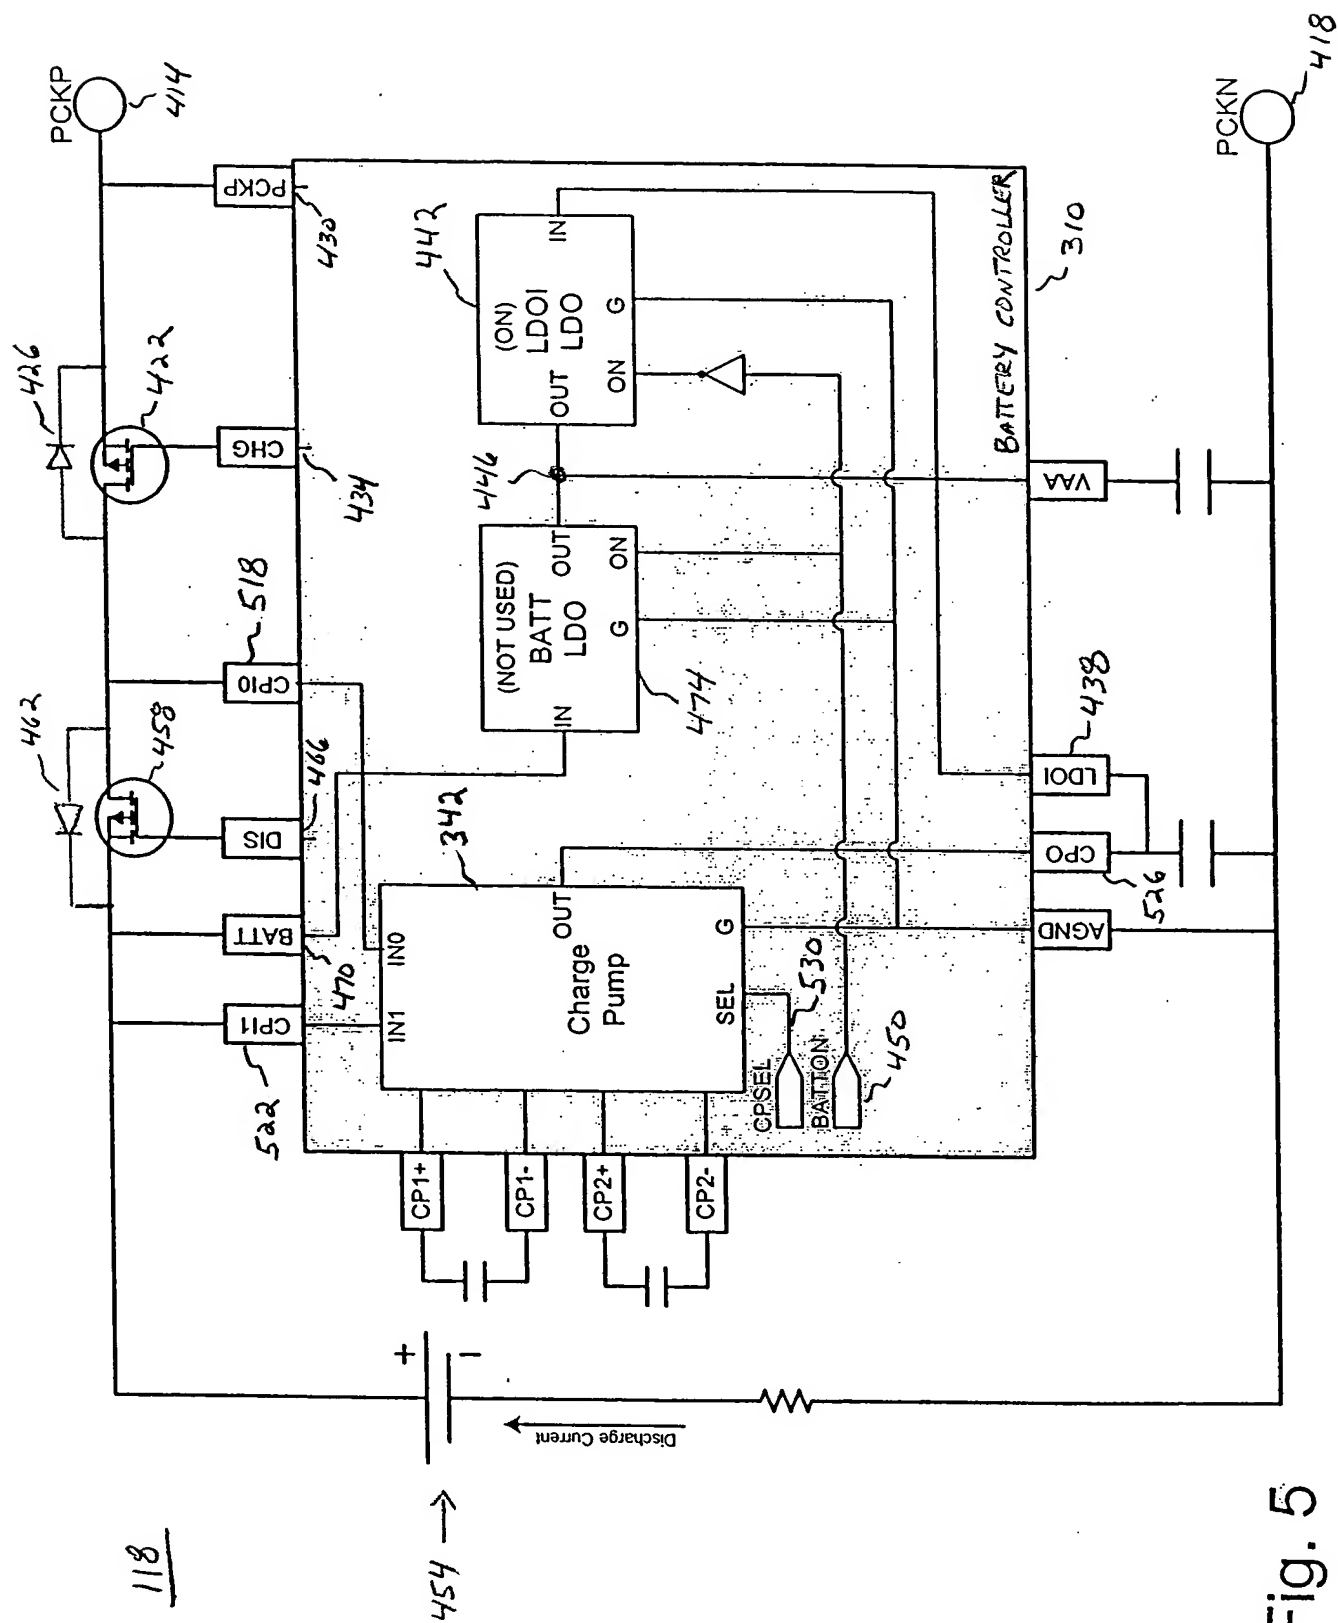 118
454
+
−
Discharge Current
462
458
426
422
PCKP
414
CPI1
522
BATT
470
DIS
466
CPI0
518
CHG
434
PCKP
430
IN1
IN0
342
OUT
Charge
Pump
SEL
G
CP1+
CP1-
CP2+
CP2-
CPSEL
530
BATTON
450
(NOT USED)
BATT
LDO
IN
OUT
G
ON
474
446
(ON)
LDOI
LDO
OUT
IN
ON
G
442
BATTERY CONTROLLER
310
AGND
CPO
526
LDOI
438
VAA
PCKN
418
Fig. 5